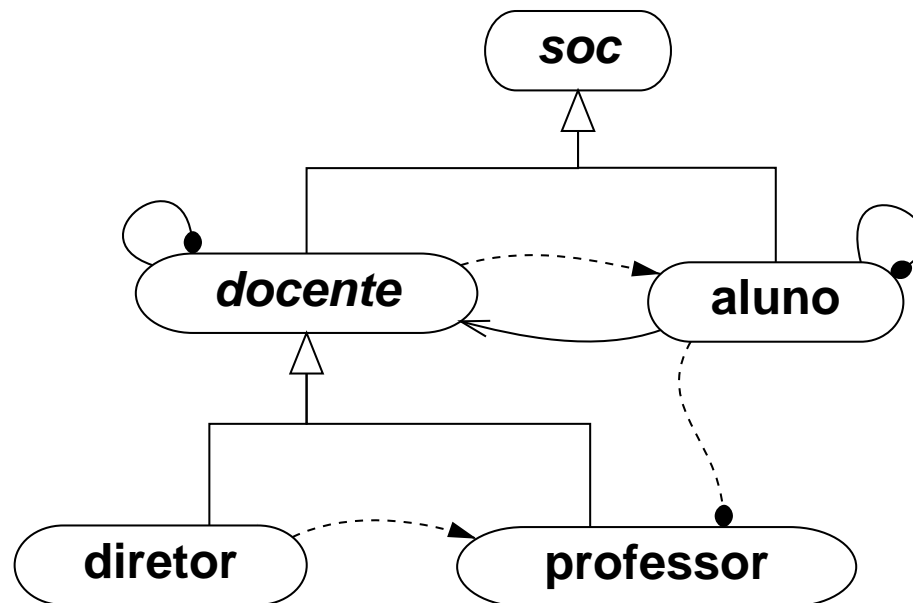 soc
docente
aluno
diretor
professor